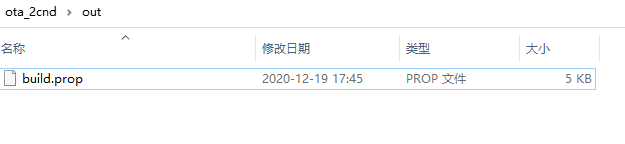 ota_2cnd > out
名称 修改日期 类型 大小
build.prop 2020-12-19 17:45 PROP 文件 5 KB